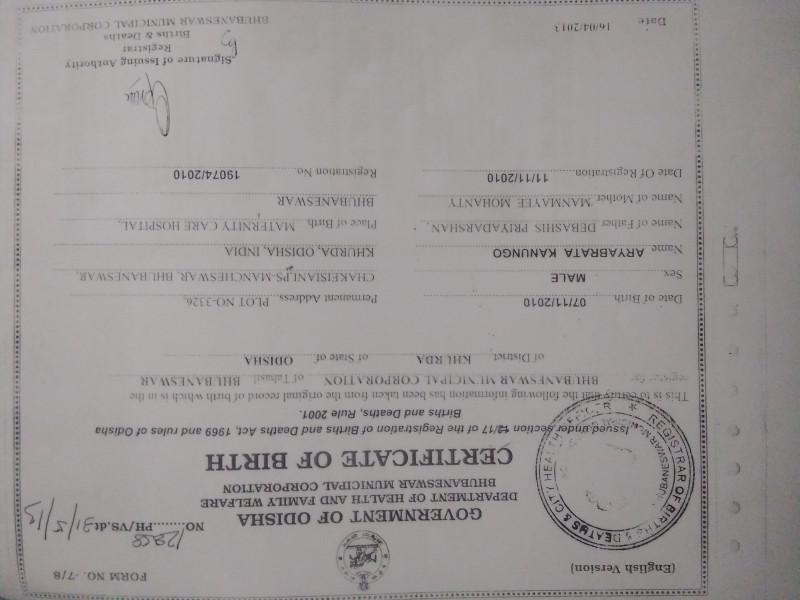 FORM NO. -7/8
(English Version)
NO. 12958 PH/VS.dt 31/5/13
GOVERNMENT OF ODISHA
DEPARTMENT OF HEALTH AND FAMILY WELFARE
BHUBANESWAR MUNICIPAL CORPORATION
CERTIFICATE OF BIRTH
Issued under section 12/17 of the Registration of Births and Deaths Act, 1969 and rules of Odisha
Births and Deaths, Rule 2001.
REGISTRAR OF BIRTHS & DEATHS & CITY HEALTH OFFICER
This is to certify that the following information has been taken from the original record of birth which is in the
register for BHUBANESWAR MUNICIPAL CORPORATION of Tahasil BHUBANESWAR
of District, KHURDA of State of ODISHA
Date of Birth 07/11/2010
Sex MALE
Name ARYABRATA KANUNGO
Name of Father DEBASHIS PRIYADARSHAN,
Name of Mother MANMAYEE MOHANTY
Date Of Registration 11/11/2010
Permanent Address PLOT NO-3326,
CHAKEISIANI,PS-MANCHESWAR, BHUBANESWAR,
KHURDA, ODISHA, INDIA
Place of Birth MATERNITY CARE HOSPITAL,
BHUBANESWAR
Registration No 19074/2010
Signature of Issuing Authority
Registrar
Births & Deaths
BHUBANESWAR MUNICIPAL CORPORATION
Date 16/04/2013